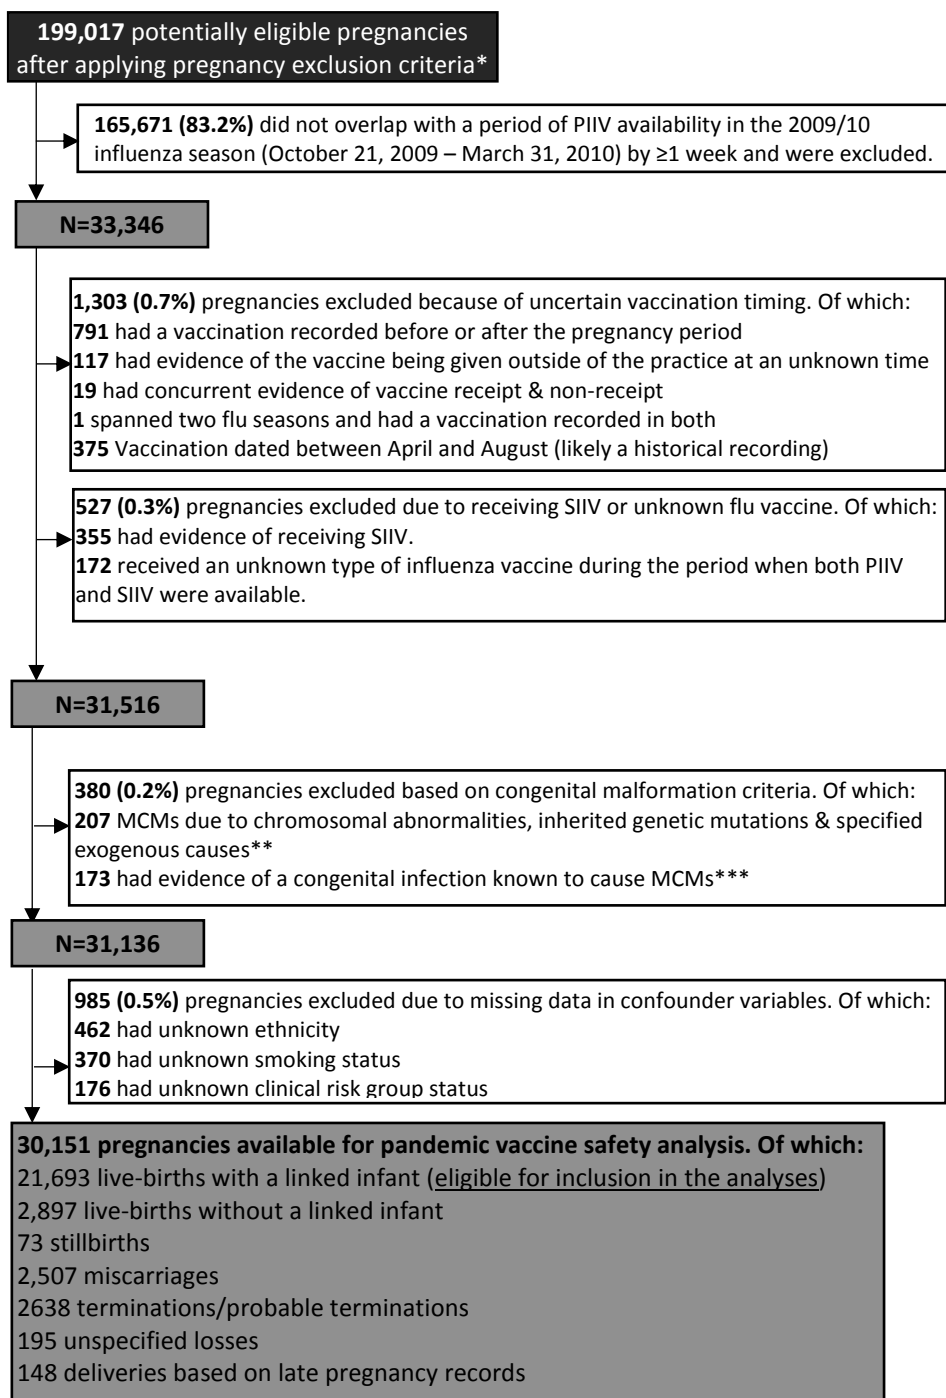 199,017 potentially eligible pregnancies
after applying pregnancy exclusion criteria*
165,671 (83.2%) did not overlap with a period of PIIV availability in the 2009/10
influenza season (October 21, 2009 – March 31, 2010) by ≥1 week and were excluded.
N=33,346
1,303 (0.7%) pregnancies excluded because of uncertain vaccination timing. Of which:
791 had a vaccination recorded before or after the pregnancy period
117 had evidence of the vaccine being given outside of the practice at an unknown time
19 had concurrent evidence of vaccine receipt & non-receipt
1 spanned two flu seasons and had a vaccination recorded in both
375 Vaccination dated between April and August (likely a historical recording)
527 (0.3%) pregnancies excluded due to receiving SIIV or unknown flu vaccine. Of which:
355 had evidence of receiving SIIV.
172 received an unknown type of influenza vaccine during the period when both PIIV
and SIIV were available.
N=31,516
380 (0.2%) pregnancies excluded based on congenital malformation criteria. Of which:
207 MCMs due to chromosomal abnormalities, inherited genetic mutations & specified
exogenous causes**
173 had evidence of a congenital infection known to cause MCMs***
N=31,136
985 (0.5%) pregnancies excluded due to missing data in confounder variables. Of which:
462 had unknown ethnicity
370 had unknown smoking status
176 had unknown clinical risk group status
30,151 pregnancies available for pandemic vaccine safety analysis. Of which:
21,693 live-births with a linked infant (eligible for inclusion in the analyses)
2,897 live-births without a linked infant
73 stillbirths
2,507 miscarriages
2638 terminations/probable terminations
195 unspecified losses
148 deliveries based on late pregnancy records